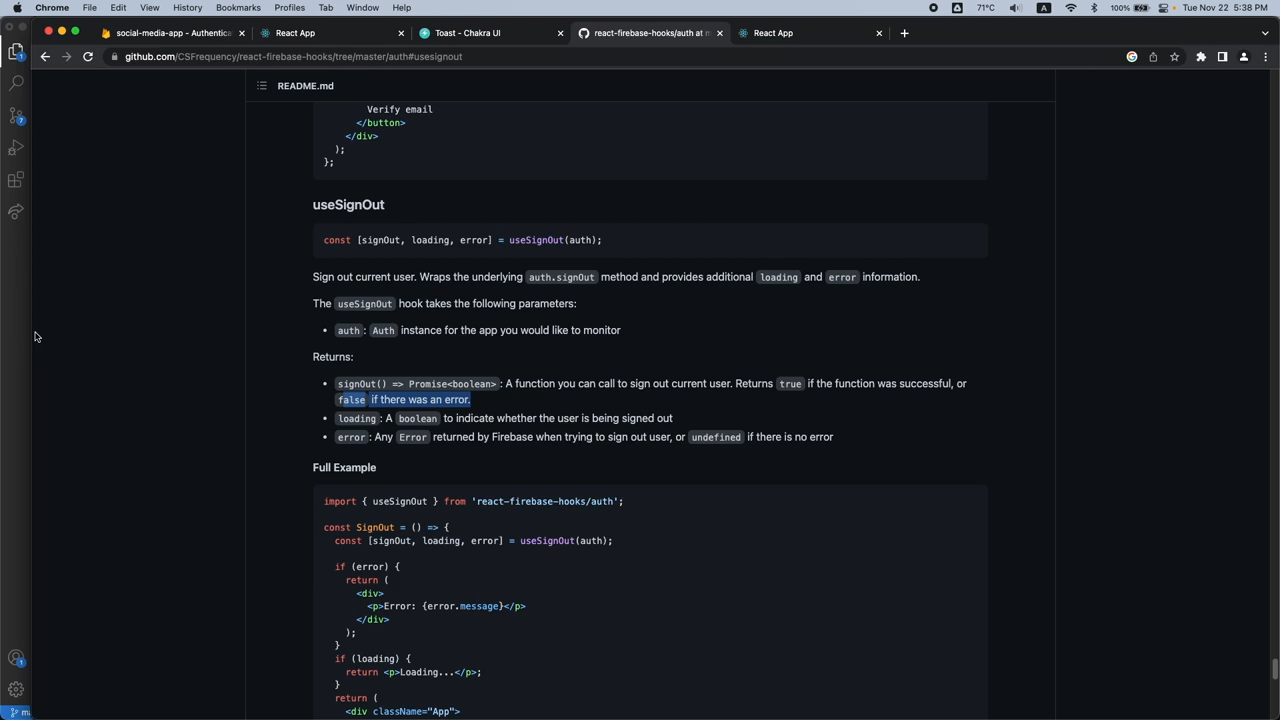 Chrome File Edit View History Bookmarks Profiles Tab Window Help 71°C A 100% Tue Nov 22 5:38 PM
social-media-app - Authentica React App Toast - Chakra UI react-firebase-hooks/auth at m React App
github.com/CSFrequency/react-firebase-hooks/tree/master/auth#usesignout
README.md
Verify email
</button>
</div>
);
};
useSignOut
const [signOut, loading, error] = useSignOut(auth);
Sign out current user. Wraps the underlying auth.signOut method and provides additional loading and error information.
The useSignOut hook takes the following parameters:
• auth: Auth instance for the app you would like to monitor
Returns:
• signOut() => Promise<boolean>: A function you can call to sign out current user. Returns true if the function was successful, or
false if there was an error.
• loading: A boolean to indicate whether the user is being signed out
• error: Any Error returned by Firebase when trying to sign out user, or undefined if there is no error
Full Example
import { useSignOut } from 'react-firebase-hooks/auth';
const SignOut = () => {
const [signOut, loading, error] = useSignOut(auth);
if (error) {
return (
<div>
<p>Error: {error.message}</p>
</div>
);
}
if (loading) {
return <p>Loading...</p>;
}
return (
<div className="App">
1
7
1
ma